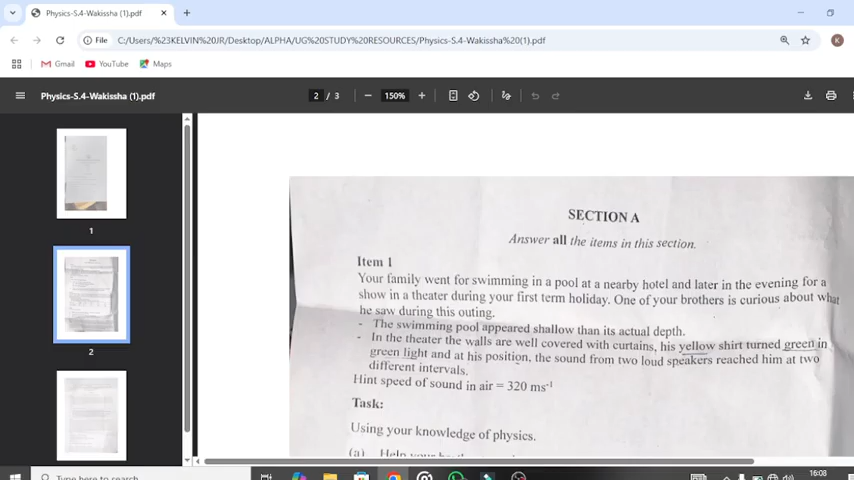 Physics-S.4-Wakissha (1).pdf
File C:/Users/%23KELVIN%20JR/Desktop/ALPHA/UG%20STUDY%20RESOURCES/Physics-S.4-Wakissha%20(1).pdf
K
Gmail YouTube Maps
Physics-S.4-Wakissha (1).pdf 2 / 3 150%
1
2
SECTION A
Answer all the items in this section.
Item 1
Your family went for swimming in a pool at a nearby hotel and later in the evening for a
show in a theater during your first term holiday. One of your brothers is curious about what
he saw during this outing.
- The swimming pool appeared shallow than its actual depth.
- In the theater the walls are well covered with curtains, his yellow shirt turned green in
green light and at his position, the sound from two loud speakers reached him at two
different intervals.
Hint speed of sound in air = 320 ms⁻¹
Task:
Using your knowledge of physics.
(a) Help your
Type here to search
16:08